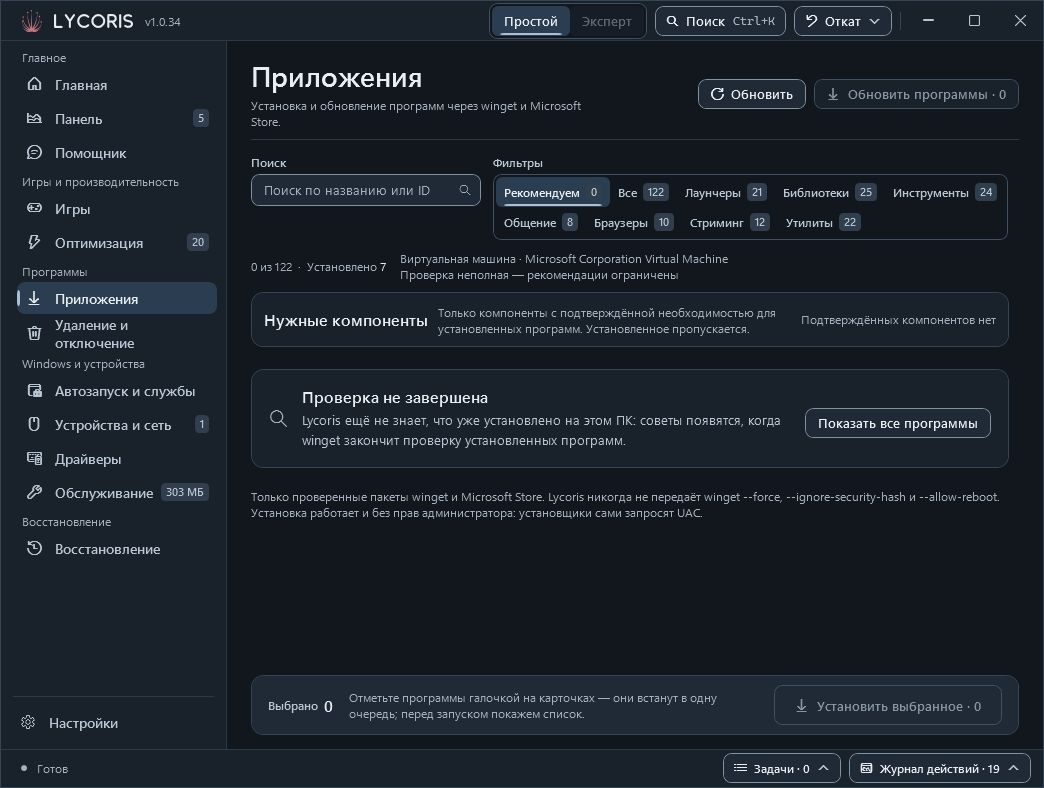 LYCORIS v1.0.34
Простой Эксперт
Поиск Ctrl+K
Откат
Главное
Главная
Панель 5
Помощник
Игры и производительность
Игры
Оптимизация 20
Программы
Приложения
Удаление и
отключение
Windows и устройства
Автозапуск и службы
Устройства и сеть 1
Драйверы
Обслуживание 303 МБ
Восстановление
Восстановление
Настройки
Приложения
Установка и обновление программ через winget и Microsoft
Store.
Обновить
Обновить программы · 0
Поиск
Поиск по названию или ID
Фильтры
Рекомендуем 0 Все 122 Лаунчеры 21 Библиотеки 25 Инструменты 24
Общение 8 Браузеры 10 Стриминг 12 Утилиты 22
0 из 122 · Установлено 7
Виртуальная машина · Microsoft Corporation Virtual Machine
Проверка неполная — рекомендации ограничены
Нужные компоненты
Только компоненты с подтверждённой необходимостью для
установленных программ. Установленное пропускается.
Подтверждённых компонентов нет
Проверка не завершена
Lycoris ещё не знает, что уже установлено на этом ПК: советы появятся, когда
winget закончит проверку установленных программ.
Показать все программы
Только проверенные пакеты winget и Microsoft Store. Lycoris никогда не передаёт winget --force, --ignore-security-hash и --allow-reboot.
Установка работает и без прав администратора: установщики сами запросят UAC.
Выбрано 0
Отметьте программы галочкой на карточках — они встанут в одну
очередь; перед запуском покажем список.
Установить выбранное · 0
Готов
Задачи · 0
Журнал действий · 19